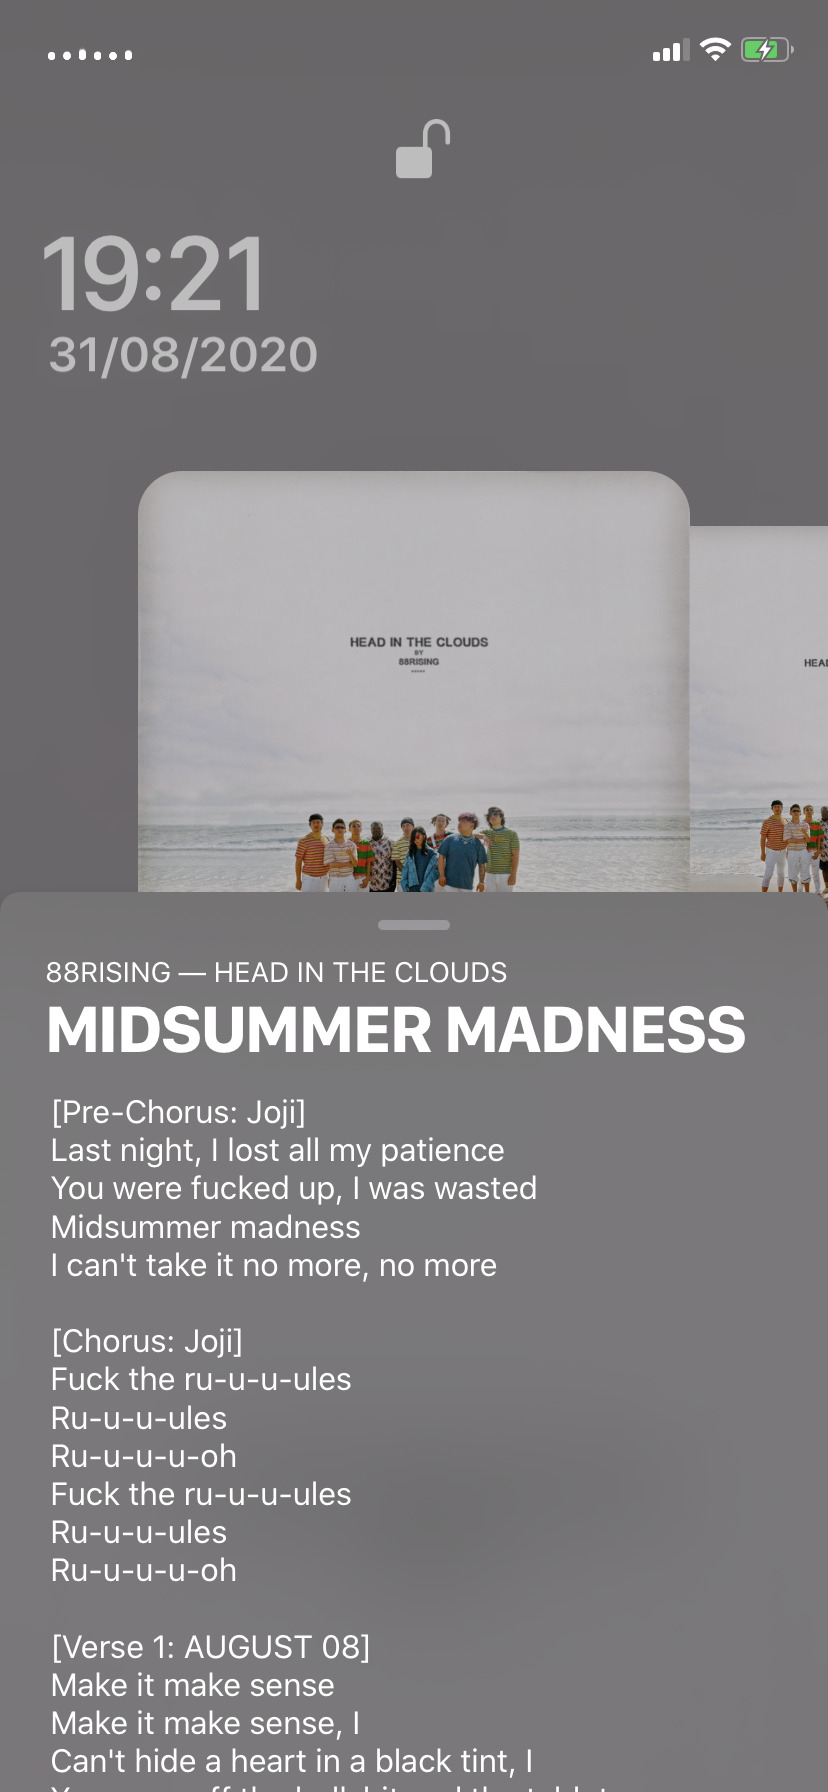 19:21
31/08/2020
HEAD IN THE CLOUDS
BY
88RISING
HEAD
88RISING — HEAD IN THE CLOUDS
MIDSUMMER MADNESS
[Pre-Chorus: Joji]
Last night, I lost all my patience
You were fucked up, I was wasted
Midsummer madness
I can't take it no more, no more
[Chorus: Joji]
Fuck the ru-u-u-ules
Ru-u-u-ules
Ru-u-u-u-oh
Fuck the ru-u-u-ules
Ru-u-u-ules
Ru-u-u-u-oh
[Verse 1: AUGUST 08]
Make it make sense
Make it make sense, I
Can't hide a heart in a black tint, I